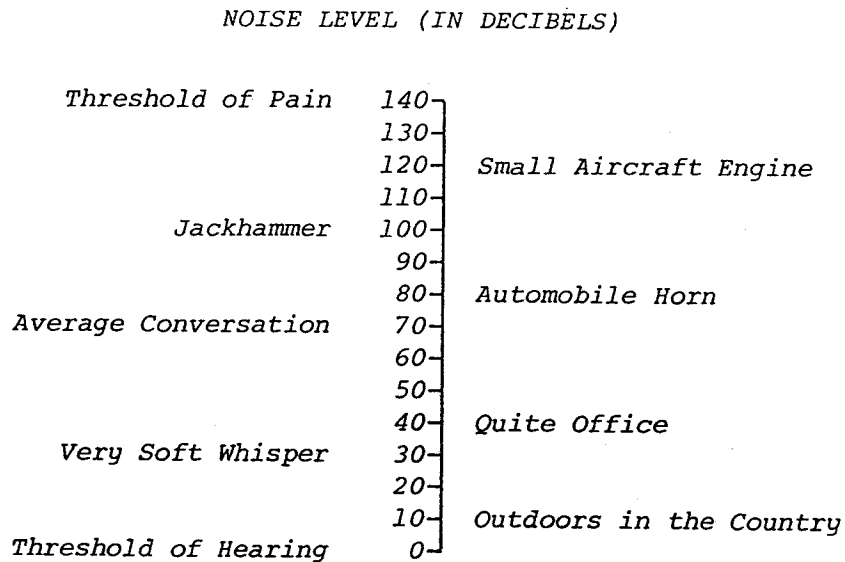 NOISE LEVEL (IN DECIBELS)
Threshold of Pain 140
130
120 Small Aircraft Engine
110
Jackhammer 100
90
80 Automobile Horn
Average Conversation 70
60
50
40 Quite Office
Very Soft Whisper 30
20
10 Outdoors in the Country
Threshold of Hearing 0